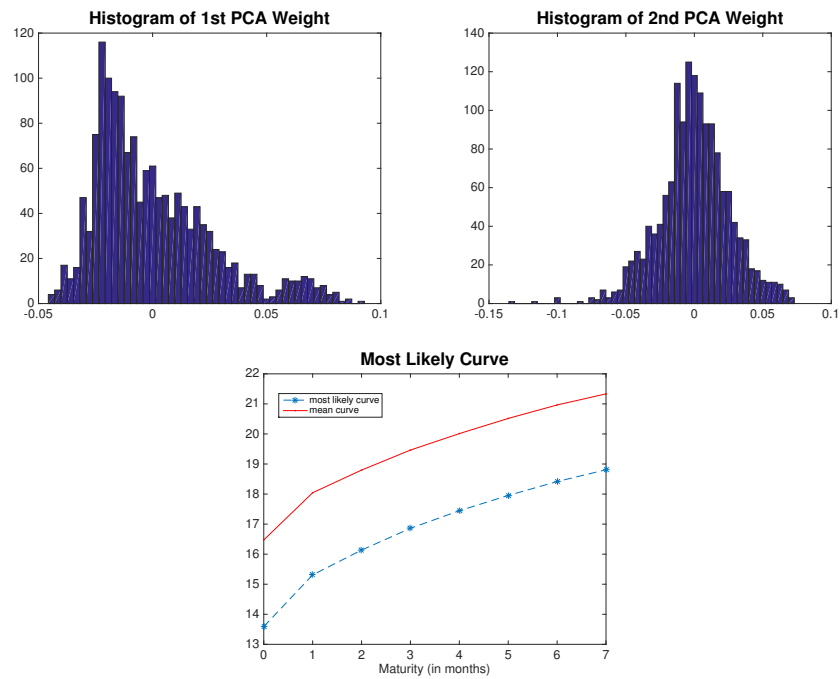 Histogram of 1st PCA Weight
120
100
80
60
40
20
0
-0.05 0 0.05 0.1
Histogram of 2nd PCA Weight
140
120
100
80
60
40
20
0
-0.15 -0.1 -0.05 0 0.05 0.1
Most Likely Curve
22
21
20
19
18
17
16
15
14
13
most likely curve
mean curve
0 1 2 3 4 5 6 7
Maturity (in months)